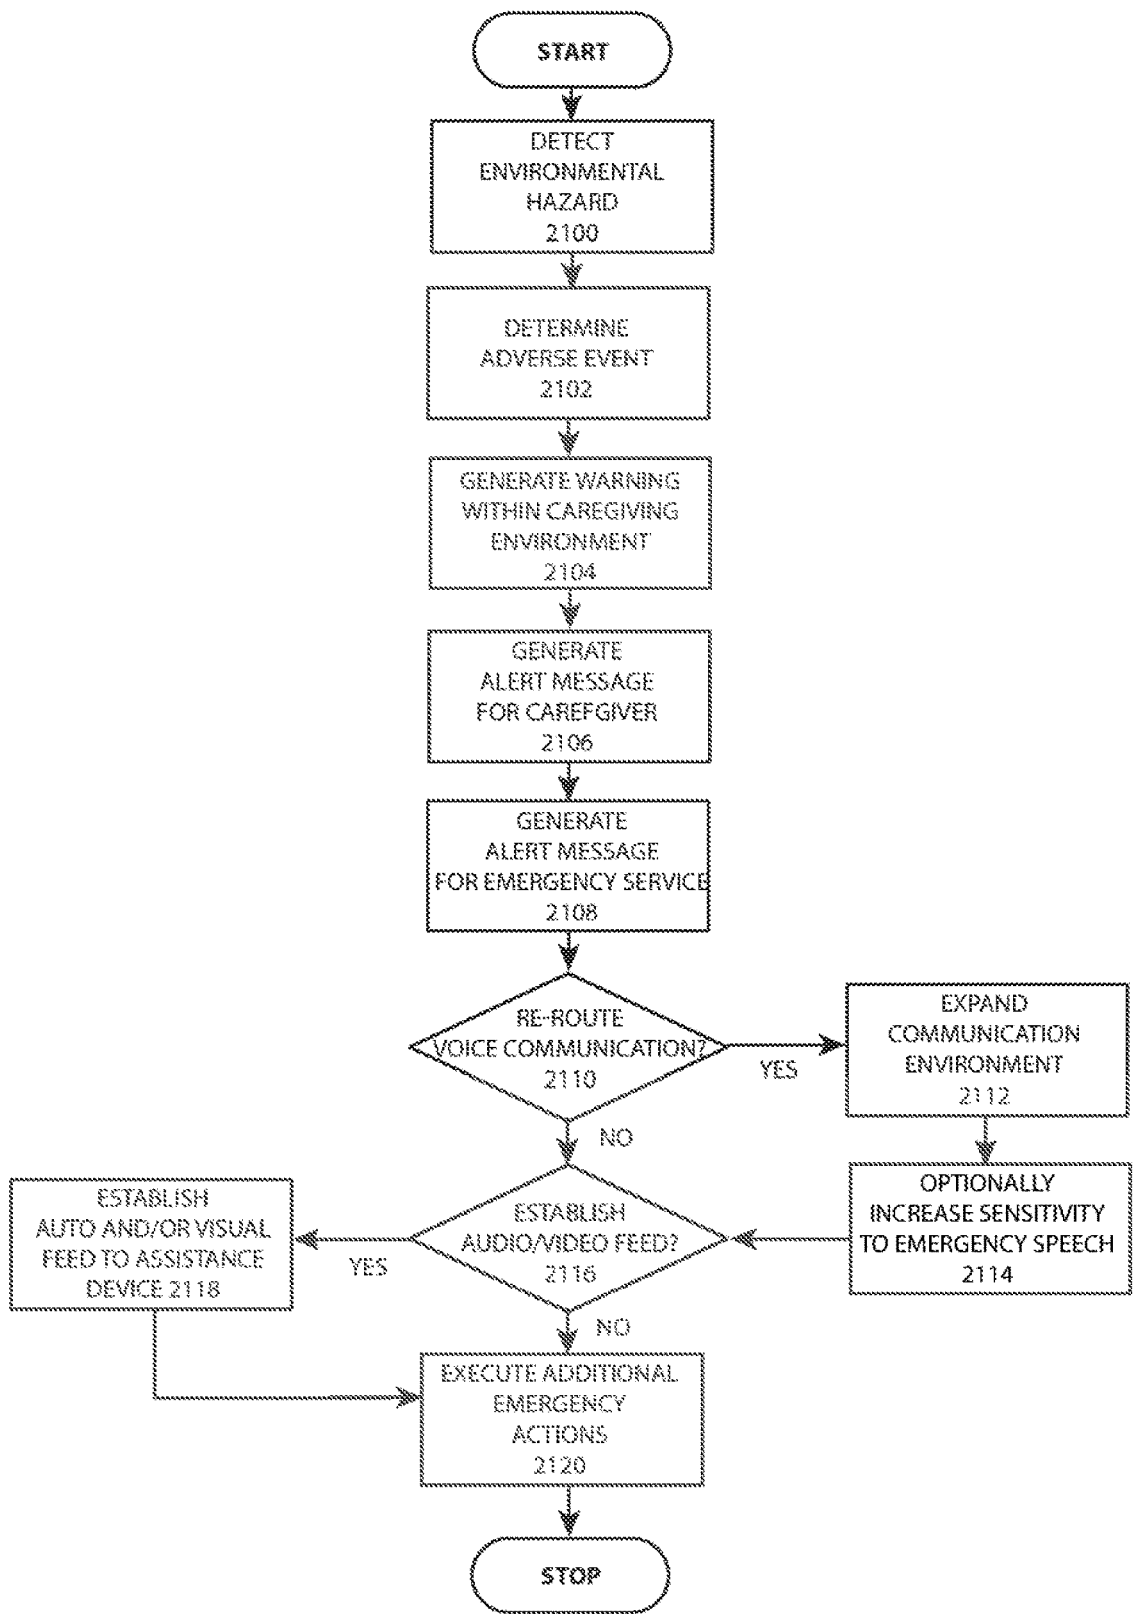 START
DETECT
ENVIRONMENTAL
HAZARD
2100
DETERMINE
ADVERSE EVENT
2102
GENERATE WARNING
WITHIN CAREGIVING
ENVIRONMENT
2104
GENERATE
ALERT MESSAGE
FOR CAREFGIVER
2106
GENERATE
ALERT MESSAGE
FOR EMERGENCY SERVICE
2108
RE-ROUTE
VOICE COMMUNICATION?
2110
YES
EXPAND
COMMUNICATION
ENVIRONMENT
2112
NO
OPTIONALLY
INCREASE SENSITIVITY
TO EMERGENCY SPEECH
2114
ESTABLISH
AUDIO/VIDEO FEED?
2116
YES
ESTABLISH
AUTO AND/OR VISUAL
FEED TO ASSISTANCE
DEVICE 2118
NO
EXECUTE ADDITIONAL
EMERGENCY
ACTIONS
2120
STOP